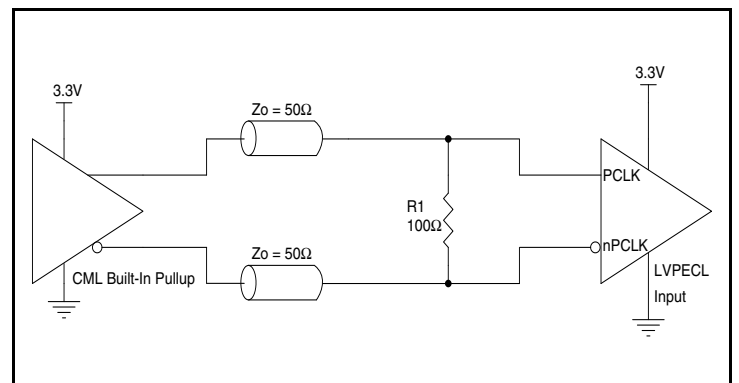 3.3V
3.3V
Zo = 50Ω
PCLK
R1
100Ω
nPCLK
Zo = 50Ω
CML Built-In Pullup
LVPECL
Input